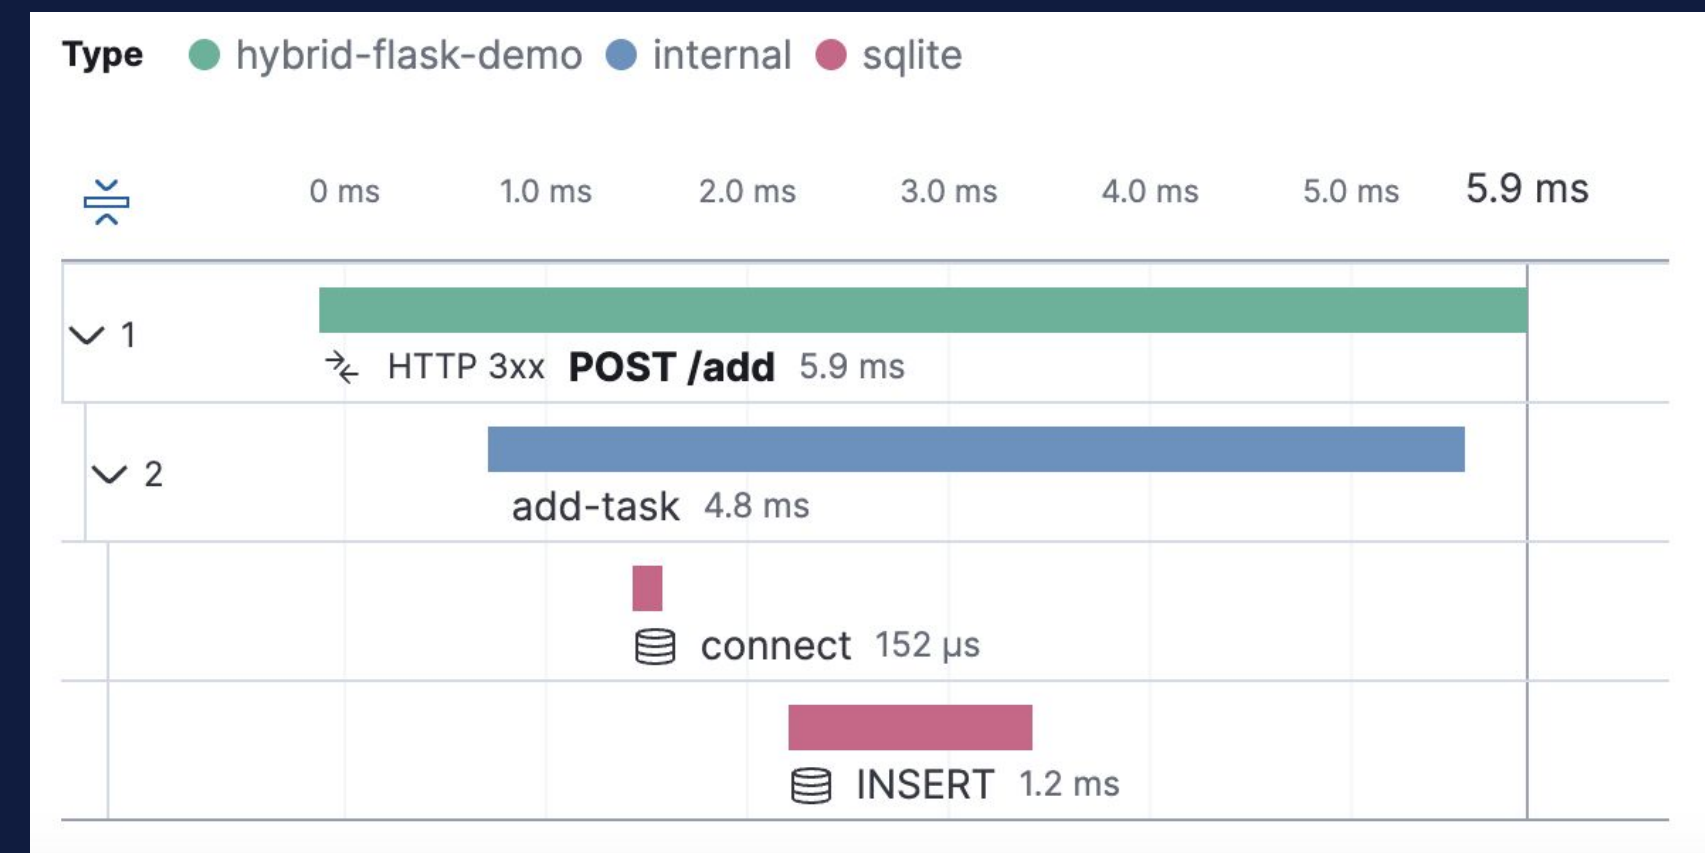 Type hybrid-flask-demo internal sqlite
0 ms 1.0 ms 2.0 ms 3.0 ms 4.0 ms 5.0 ms 5.9 ms
1
HTTP 3xx POST /add 5.9 ms
2
add-task 4.8 ms
connect 152 μs
INSERT 1.2 ms